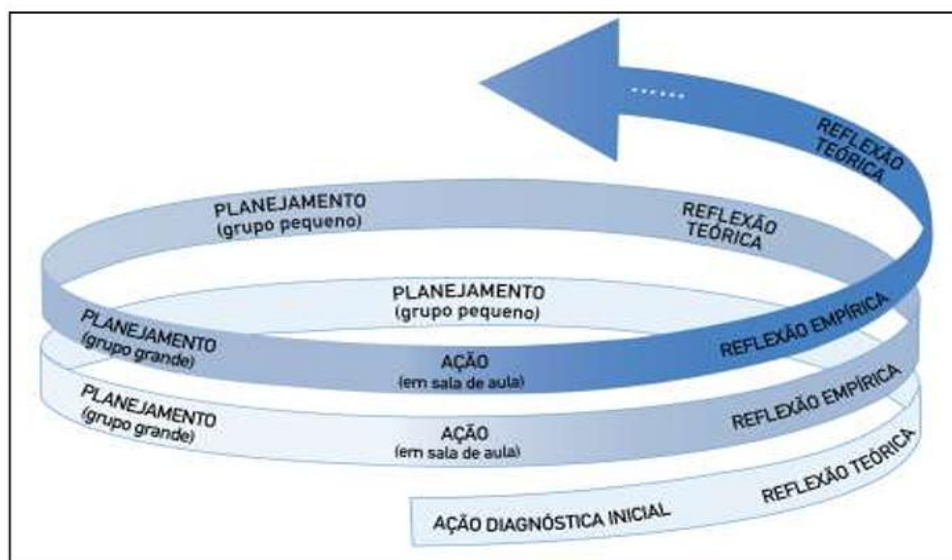 REFLEXÃO
TEÓRICA
PLANEJAMENTO
(grupo pequeno)
REFLEXÃO
TEÓRICA
PLANEJAMENTO
(grupo pequeno)
PLANEJAMENTO
(grupo grande)
AÇÃO
(em sala de aula)
REFLEXÃO EMPÍRICA
PLANEJAMENTO
(grupo grande)
AÇÃO
(em sala de aula)
REFLEXÃO EMPÍRICA
AÇÃO DIAGNÓSTICA INICIAL
REFLEXÃO TEÓRICA